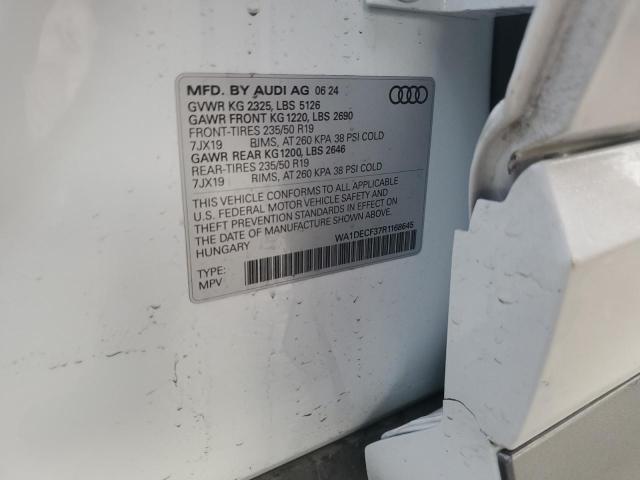 MFD. BY AUDI AG 06 24
GVWR KG 2325, LBS 5126
GAWR FRONT KG 1220, LBS 2690
FRONT-TIRES 235/50 R19
7JX19 RIMS, AT 260 KPA 38 PSI COLD
GAWR REAR KG1200, LBS 2646
REAR-TIRES 235/50 R19
7JX19 RIMS, AT 260 KPA 38 PSI COLD
THIS VEHICLE CONFORMS TO ALL APPLICABLE
U.S. FEDERAL MOTOR VEHICLE SAFETY AND
THEFT PREVENTION STANDARDS IN EFFECT ON
THE DATE OF MANUFACTURE SHOWN ABOVE.
HUNGARY
WA1DECF37R1168645
TYPE:
MPV